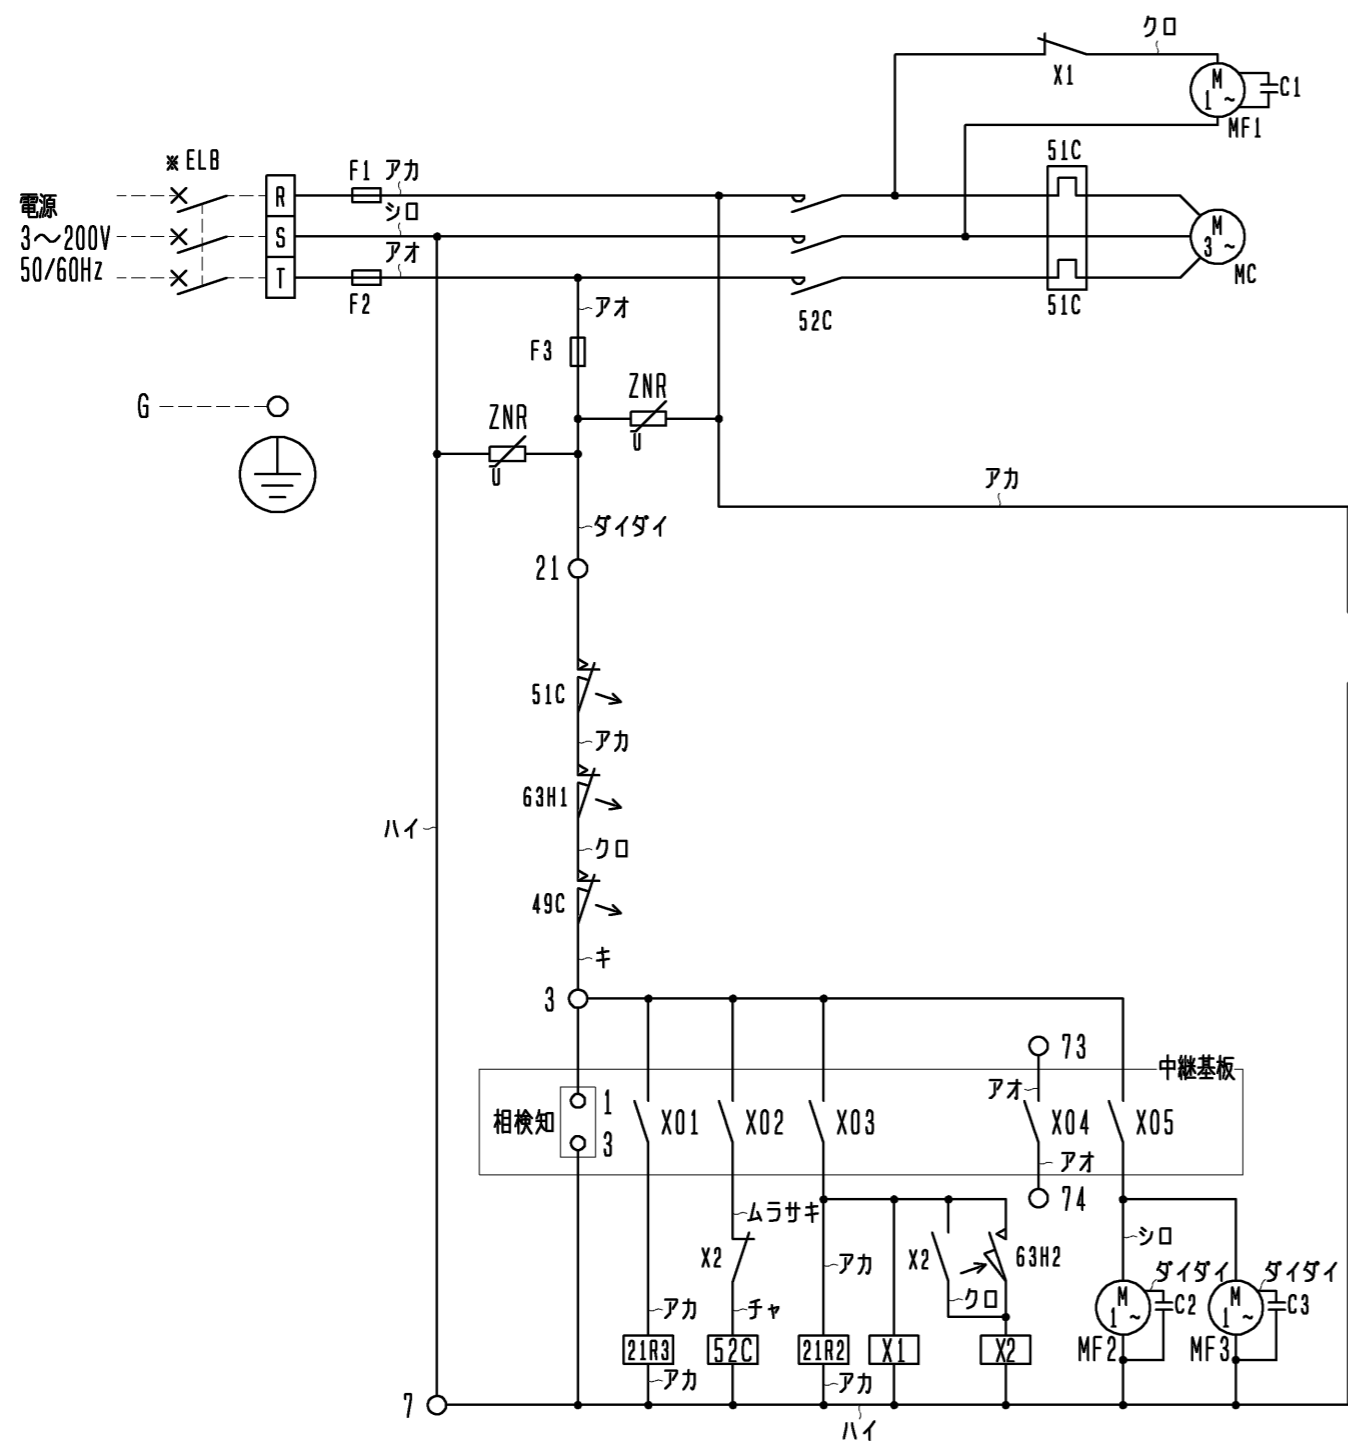 クロ
X1
M
1~
C1
MF1
※ELB
F1
アカ
51C
電源
3～200V
50/60Hz
R
S
T
シロ
アオ
M
3~
MC
F2
52C
51C
アオ
F3
G
ZNR
U
ZNR
U
アカ
ダイダイ
21
51C
アカ
63H1
ハイ
クロ
49C
キ
3
73
中継基板
アオ
相検知
1
3
X01
X02
X03
X04
X05
アオ
74
ムラサキ
シロ
X2
アカ
X2
63H2
ダイダイ
ダイダイ
クロ
アカ
チャ
M
1~
C2
M
1~
C3
MF2
MF3
21R3
52C
21R2
X1
X2
アカ
アカ
7
ハイ